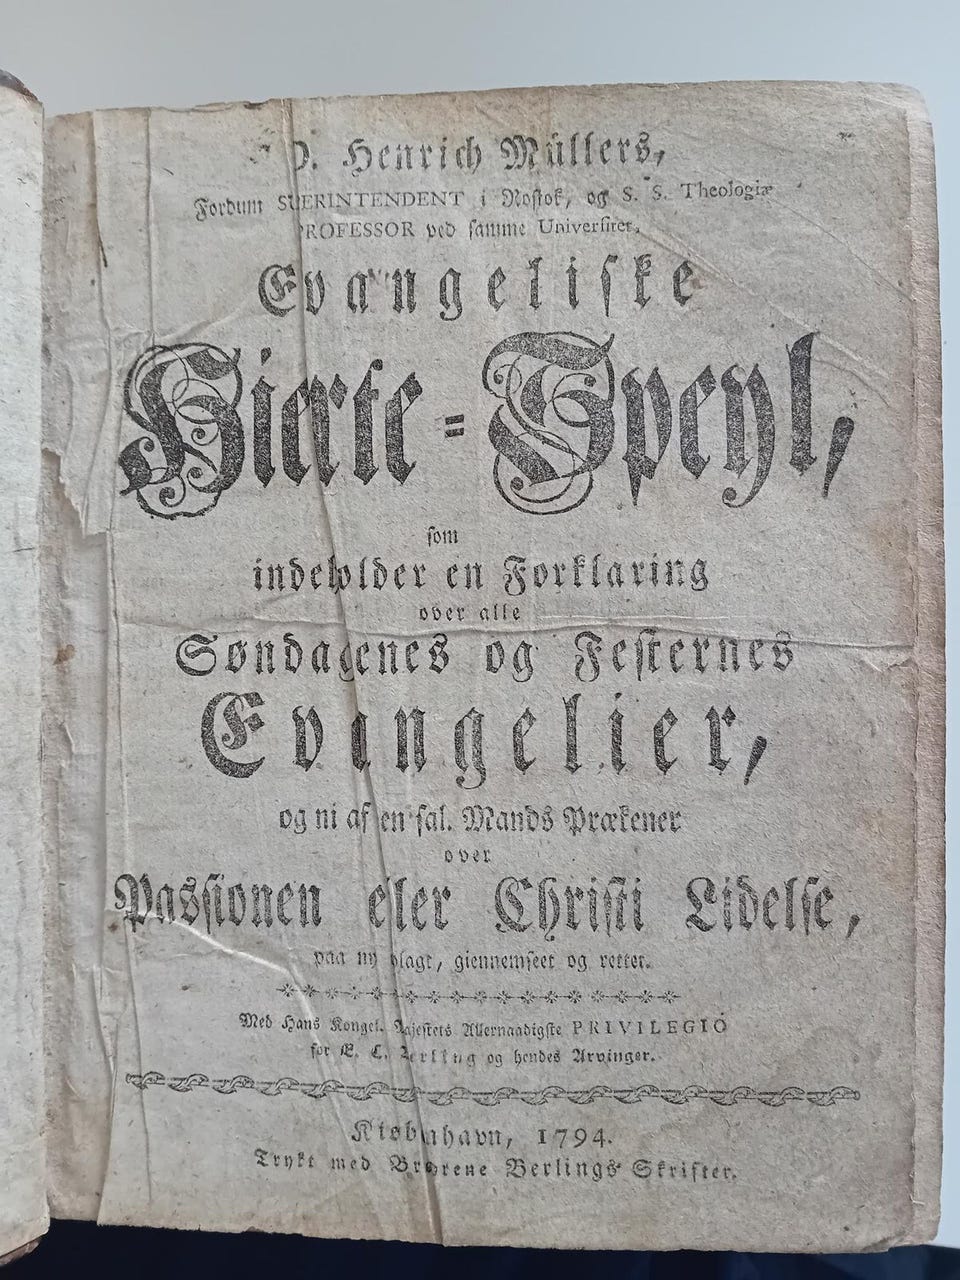 D. Henrich Müllers,
Fordum SUERINTENDENT i Rostok, og S. S. Theologiæ
PROFESSOR ved samme Universitet,
Evangeliske
Hierte=Speyl,
som
indeholder en Forklaring
over alle
Søndagenes og Festernes
Evangelier,
og ni af en sal. Mands Prækener
over
Passionen eller Christi Lidelse,
paa ny oplagt, giennemseet og rettet.
Med Hans Kongel. Majestets Allernaadigste PRIVILEGIO
for E. C. Berling og hendes Arvinger.
Kiøbenhavn, 1794.
Trykt med Brødrene Berlings Skrifter.